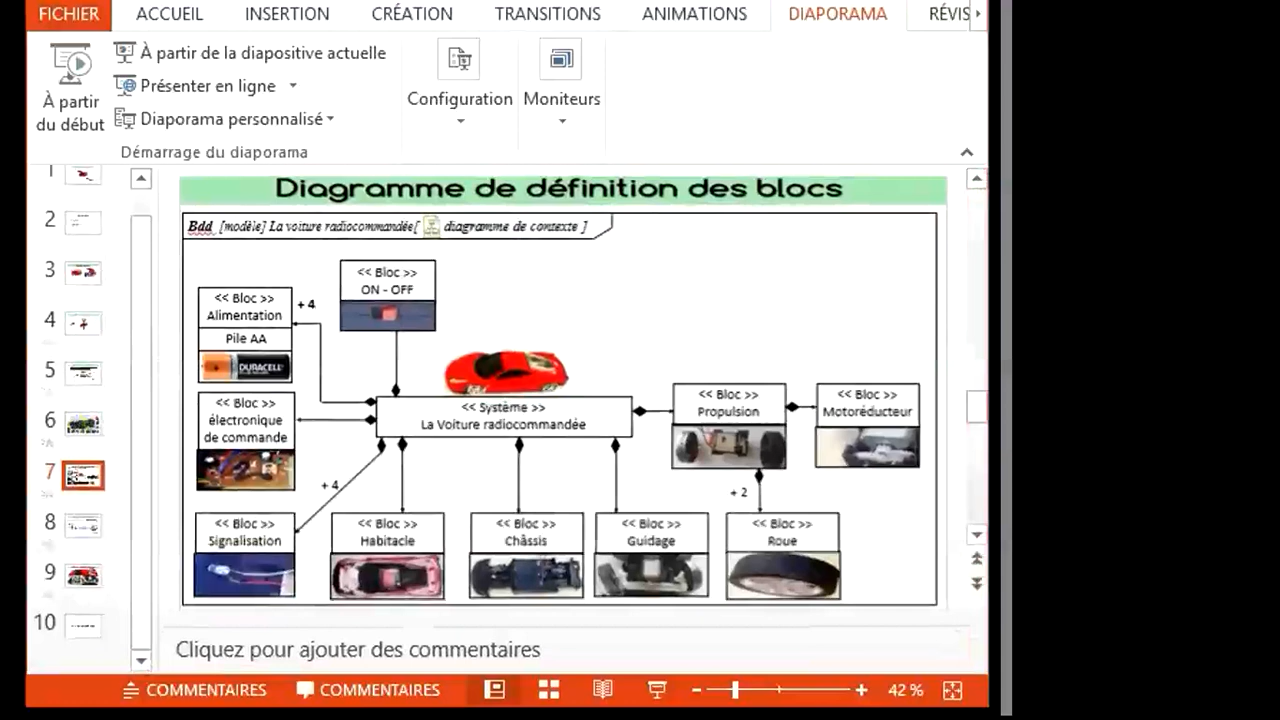 FICHIER ACCUEIL INSERTION CRÉATION TRANSITIONS ANIMATIONS DIAPORAMA RÉVIS
À partir
du début
À partir de la diapositive actuelle
Présenter en ligne
Diaporama personnalisé
Démarrage du diaporama
Configuration
Moniteurs
1
2
3
4
5
6
7
8
9
10
Diagramme de définition des blocs
Bdd [modèle] La voiture radiocommandée[ diagramme de contexte ]
<< Bloc >>
ON - OFF
<< Bloc >>
Alimentation
Pile AA
DURACELL
+ 4
<< Bloc >>
électronique
de commande
<< Système >>
La Voiture radiocommandée
<< Bloc >>
Propulsion
<< Bloc >>
Motoréducteur
+ 4
+ 2
<< Bloc >>
Signalisation
<< Bloc >>
Habitacle
<< Bloc >>
Châssis
<< Bloc >>
Guidage
<< Bloc >>
Roue
Cliquez pour ajouter des commentaires
COMMENTAIRES COMMENTAIRES 42 %